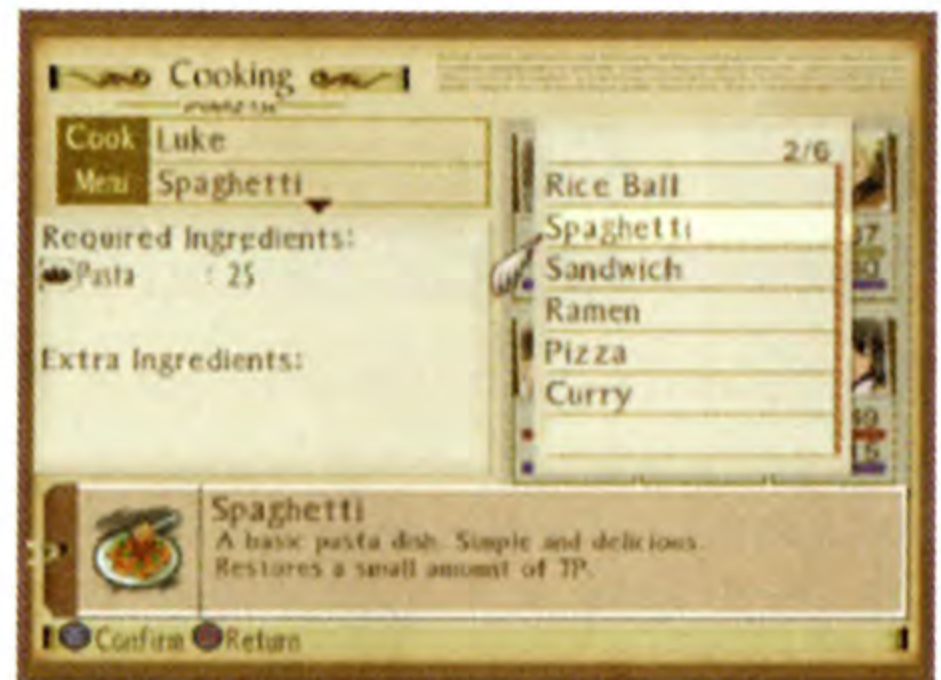 Cooking
Cook Luke
Menu Spaghetti
Required Ingredients:
Pasta : 25
Extra Ingredients:
2/6
Rice Ball
Spaghetti
Sandwich
Ramen
Pizza
Curry
Spaghetti
A basic pasta dish. Simple and delicious.
Restores a small amount of TP.
Confirm Return